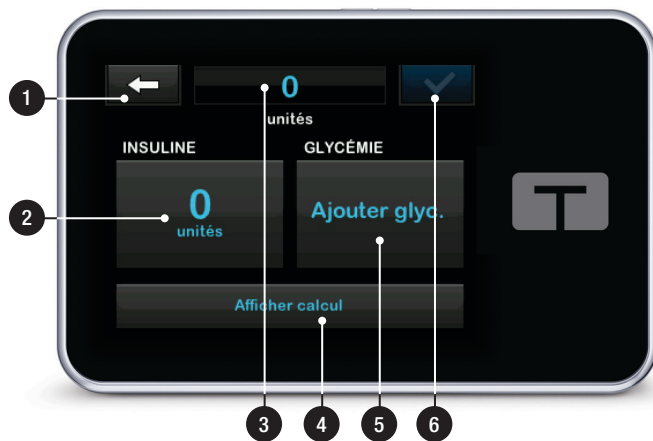 0
unités
INSULINE
GLYCÉMIE
0
unités
Ajouter glyc.
Afficher calcul
1
2
3
4
5
6
T